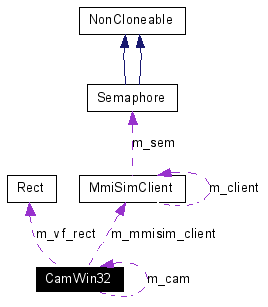 NonCloneable
Semaphore
m_sem
Rect
MmiSimClient
m_client
m_vf_rect
m_mmisim_client
CamWin32
m_cam